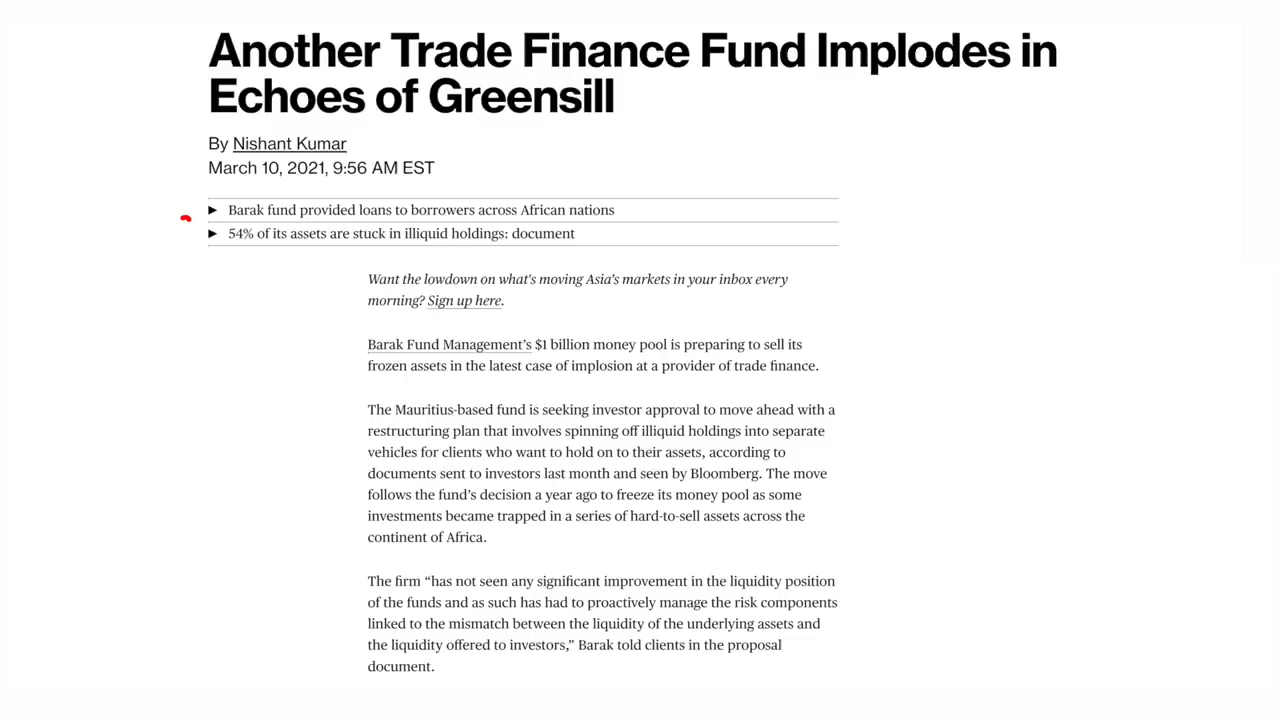 Another Trade Finance Fund Implodes in
Echoes of Greensill
By Nishant Kumar
March 10, 2021, 9:56 AM EST
Barak fund provided loans to borrowers across African nations
54% of its assets are stuck in illiquid holdings: document
Want the lowdown on what's moving Asia's markets in your inbox every
morning? Sign up here.
Barak Fund Management's $1 billion money pool is preparing to sell its
frozen assets in the latest case of implosion at a provider of trade finance.
The Mauritius-based fund is seeking investor approval to move ahead with a
restructuring plan that involves spinning off illiquid holdings into separate
vehicles for clients who want to hold on to their assets, according to
documents sent to investors last month and seen by Bloomberg. The move
follows the fund's decision a year ago to freeze its money pool as some
investments became trapped in a series of hard-to-sell assets across the
continent of Africa.
The firm “has not seen any significant improvement in the liquidity position
of the funds and as such has had to proactively manage the risk components
linked to the mismatch between the liquidity of the underlying assets and
the liquidity offered to investors,” Barak told clients in the proposal
document.